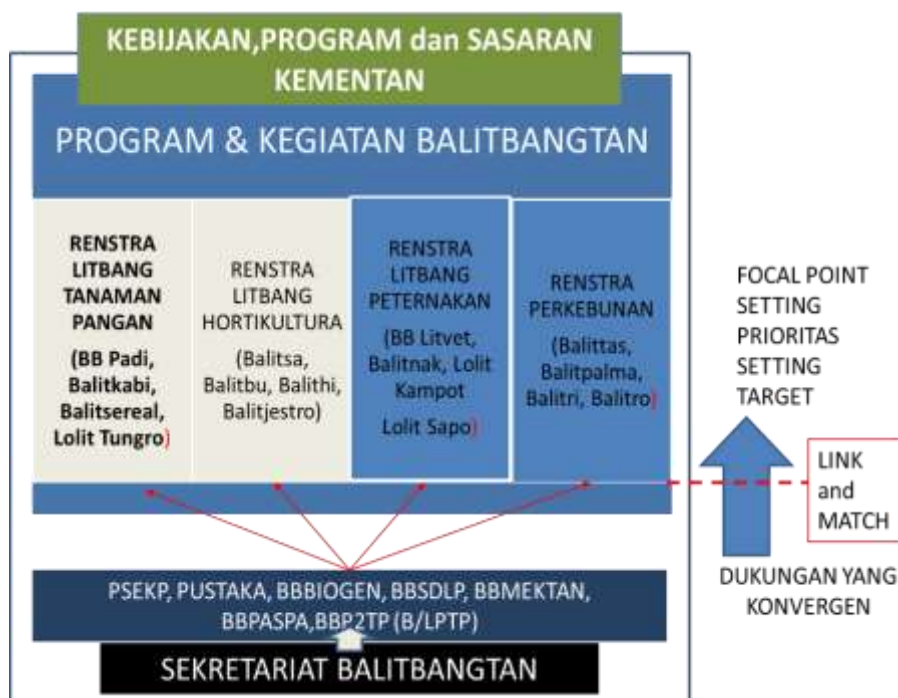 KEBIJAKAN,PROGRAM dan SASARAN
KEMENTAN
PROGRAM & KEGIATAN BALITBANGTAN
RENSTRA
LITBANG
TANAMAN
PANGAN
(BB Padi,
Balitkabi,
Balitsereal,
Lolit Tungro)
RENSTRA
LITBANG
HORTIKULTURA
(Balitsa,
Balitbu, Balithi,
Balitjestro)
RENSTRA
LITBANG
PETERNAKAN
(BB Litvet,
Balitnak, Lolit
Kampot
Lolit Sapo)
RENSTRA
PERKEBUNAN
(Balittas,
Balitpalma,
Balitri, Balitro)
FOCAL POINT
SETTING
PRIORITAS
SETTING
TARGET
LINK
and
MATCH
DUKUNGAN YANG
KONVERGEN
PSEKP, PUSTAKA, BBBIOGEN, BBSDLP, BBMEKTAN,
BBPASPA,BBP2TP (B/LPTP)
SEKRETARIAT BALITBANGTAN